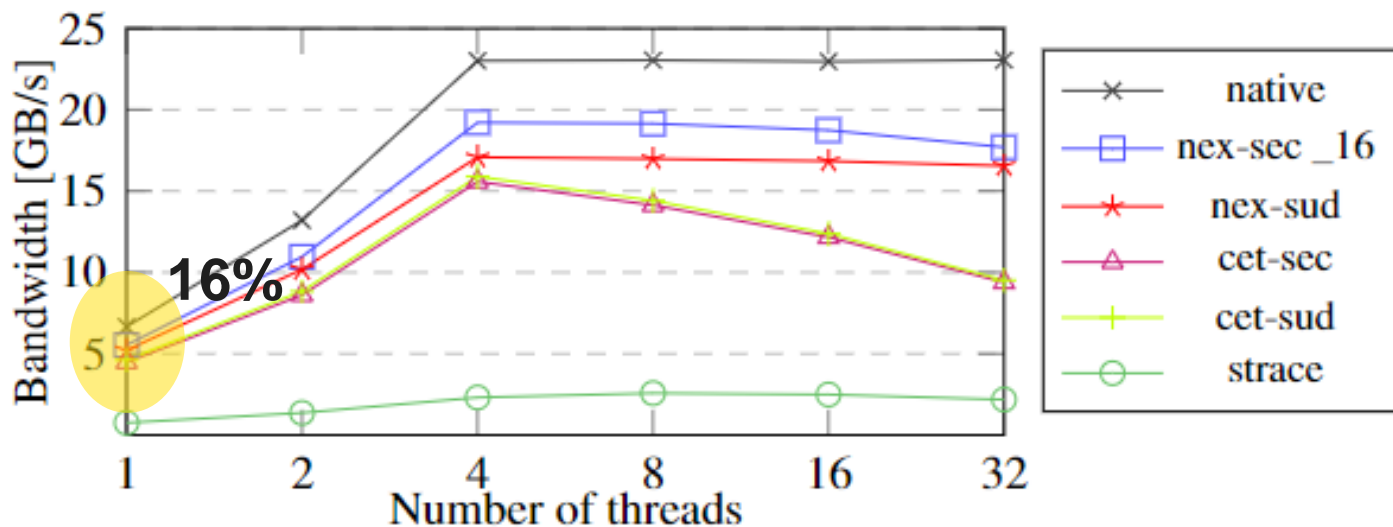 25
20
15
10
5
Bandwidth [GB/s]
16%
1 2 4 8 16 32
Number of threads
native
nex-sec _16
nex-sud
cet-sec
cet-sud
strace